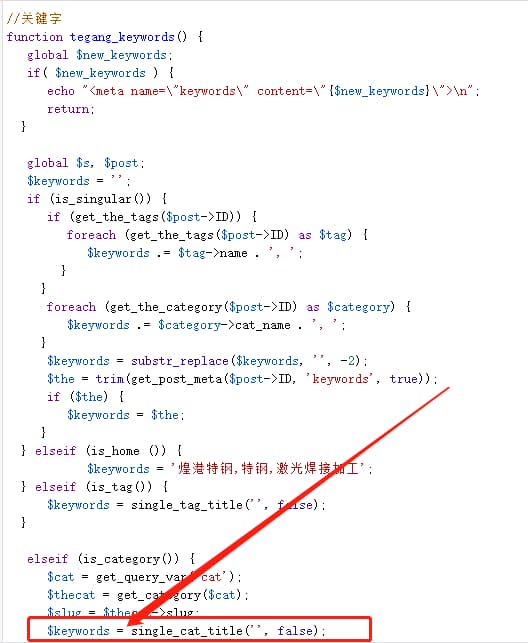 //关键字
function tegang_keywords() {
global $new_keywords;
if( $new_keywords ) {
echo "<meta name=\"keywords\" content=\"{$new_keywords}\">\n";
return;
}
global $s, $post;
$keywords = '';
if (is_singular()) {
if (get_the_tags($post->ID)) {
foreach (get_the_tags($post->ID) as $tag) {
$keywords .= $tag->name . ', ';
}
}
foreach (get_the_category($post->ID) as $category) {
$keywords .= $category->cat_name . ', ';
}
$keywords = substr_replace($keywords, '', -2);
$the = trim(get_post_meta($post->ID, 'keywords', true));
if ($the) {
$keywords = $the;
}
} elseif (is_home ()) {
$keywords = '煌港特钢,特钢,激光焊接加工';
} elseif (is_tag()) {
$keywords = single_tag_title('', false);
}
elseif (is_category()) {
$cat = get_query_var('cat');
$thecat = get_category($cat);
$slug = $thecat->slug;
$keywords = single_cat_title('', false);